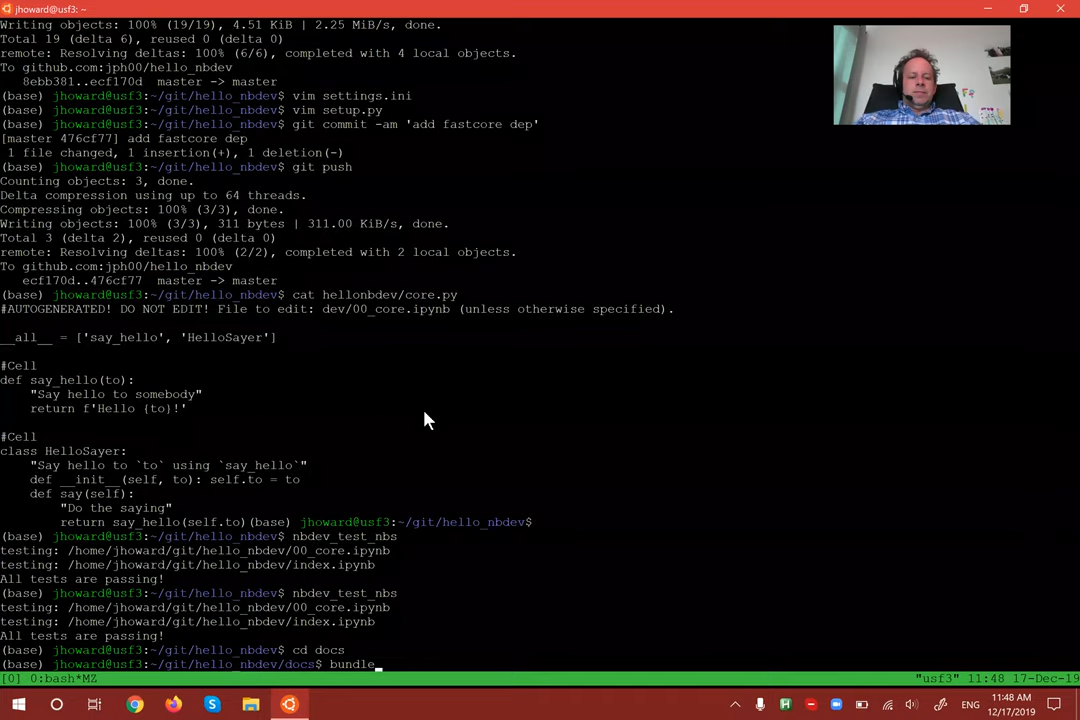 jhoward@usf3: ~
Writing objects: 100% (19/19), 4.51 KiB | 2.25 MiB/s, done.
Total 19 (delta 6), reused 0 (delta 0)
remote: Resolving deltas: 100% (6/6), completed with 4 local objects.
To github.com:jph00/hello_nbdev
   8ebb381..ecf170d  master -> master
(base) jhoward@usf3:~/git/hello_nbdev$ vim settings.ini
(base) jhoward@usf3:~/git/hello_nbdev$ vim setup.py
(base) jhoward@usf3:~/git/hello_nbdev$ git commit -am 'add fastcore dep'
[master 476cf77] add fastcore dep
 1 file changed, 1 insertion(+), 1 deletion(-)
(base) jhoward@usf3:~/git/hello_nbdev$ git push
Counting objects: 3, done.
Delta compression using up to 64 threads.
Compressing objects: 100% (3/3), done.
Writing objects: 100% (3/3), 311 bytes | 311.00 KiB/s, done.
Total 3 (delta 2), reused 0 (delta 0)
remote: Resolving deltas: 100% (2/2), completed with 2 local objects.
To github.com:jph00/hello_nbdev
   ecf170d..476cf77  master -> master
(base) jhoward@usf3:~/git/hello_nbdev$ cat hellonbdev/core.py
#AUTOGENERATED! DO NOT EDIT! File to edit: dev/00_core.ipynb (unless otherwise specified).
__all__ = ['say_hello', 'HelloSayer']
#Cell
def say_hello(to):
    "Say hello to somebody"
    return f'Hello {to}!'
#Cell
class HelloSayer:
    "Say hello to `to` using `say_hello`"
    def __init__(self, to): self.to = to
    def say(self):
        "Do the saying"
        return say_hello(self.to)(base) jhoward@usf3:~/git/hello_nbdev$
(base) jhoward@usf3:~/git/hello_nbdev$ nbdev_test_nbs
testing: /home/jhoward/git/hello_nbdev/00_core.ipynb
testing: /home/jhoward/git/hello_nbdev/index.ipynb
All tests are passing!
(base) jhoward@usf3:~/git/hello_nbdev$ nbdev_test_nbs
testing: /home/jhoward/git/hello_nbdev/00_core.ipynb
testing: /home/jhoward/git/hello_nbdev/index.ipynb
All tests are passing!
(base) jhoward@usf3:~/git/hello_nbdev$ cd docs
(base) jhoward@usf3:~/git/hello_nbdev/docs$ bundle
[0] 0:bash*MZ "usf3" 11:48 17-Dec-19
ENG
11:48 AM
12/17/2019